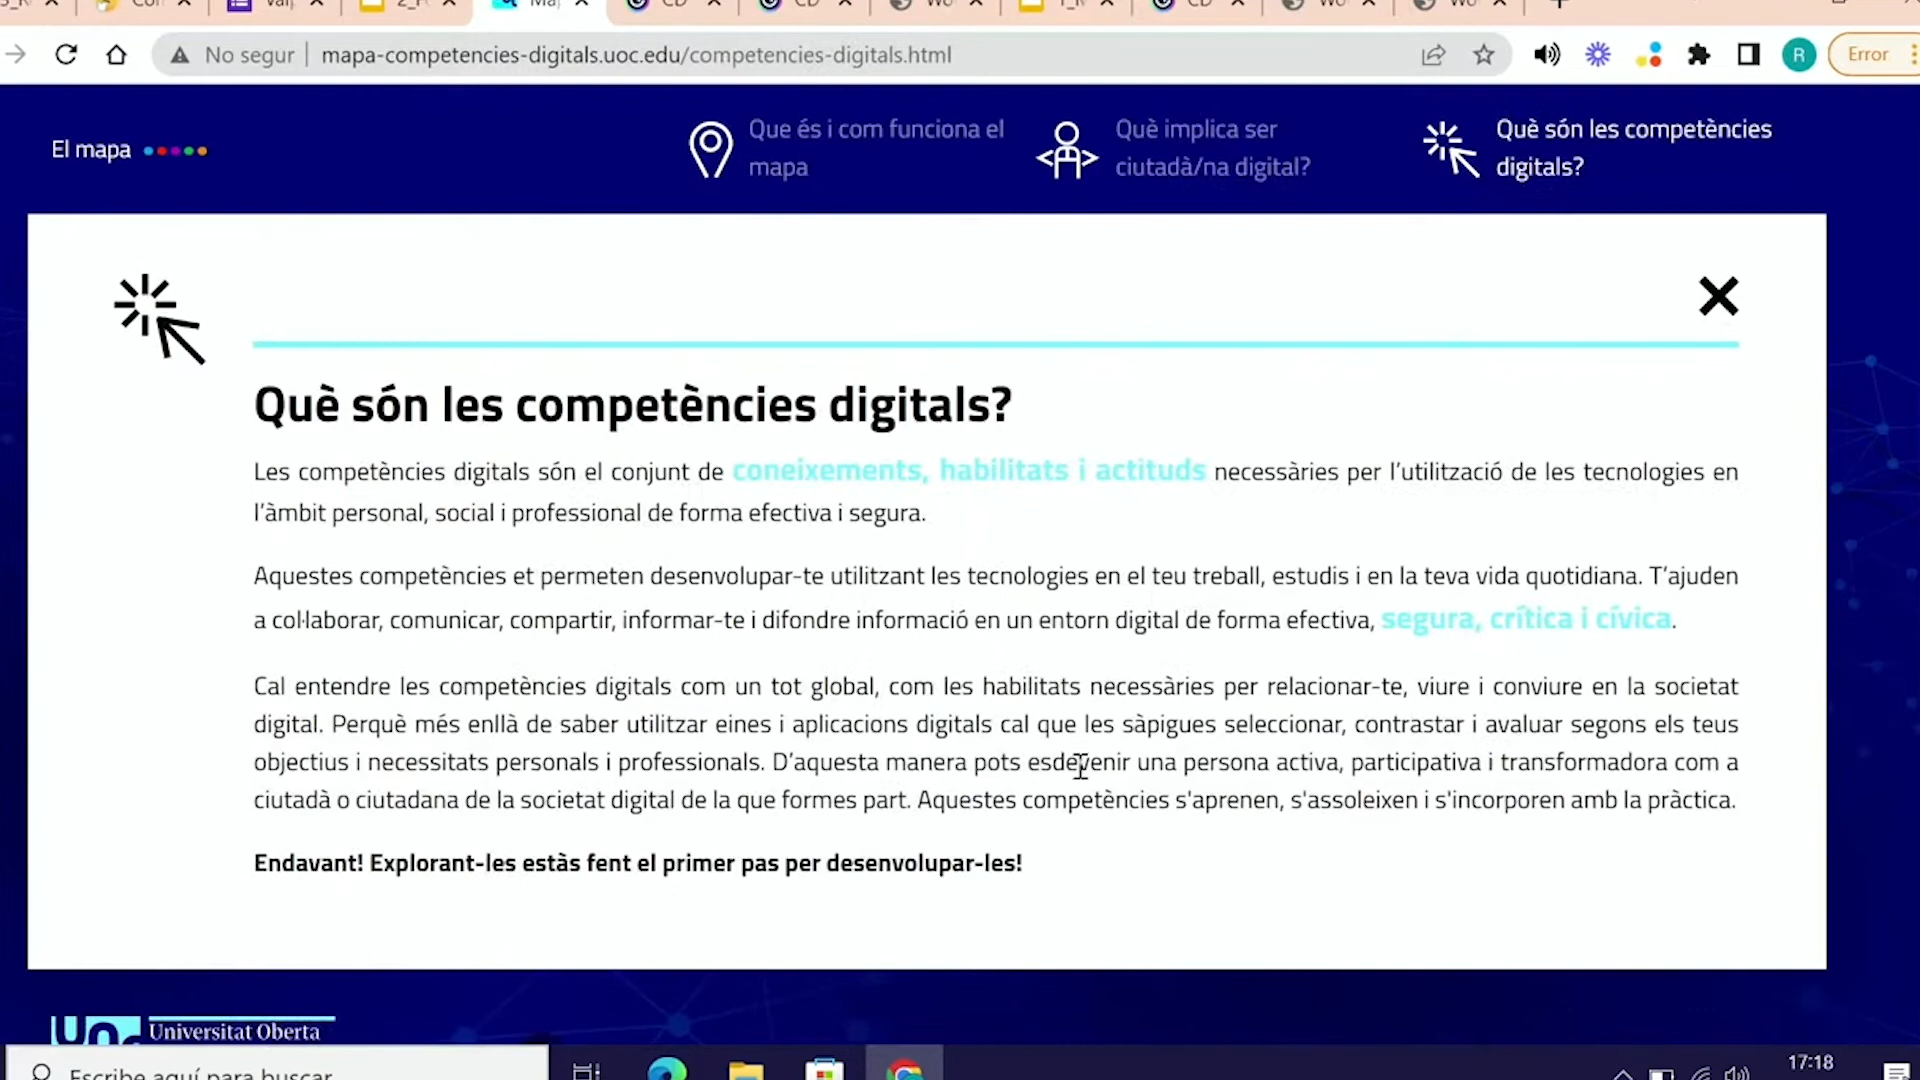 No segur
mapa-competencies-digitals.uoc.edu/competencies-digitals.html
Error
El mapa
Que és i com funciona el
mapa
Què implica ser
ciutadà/na digital?
Què són les competències
digitals?
Què són les competències digitals?
Les competències digitals són el conjunt de coneixements, habilitats i actituds necessàries per l’utilització de les tecnologies en
l’àmbit personal, social i professional de forma efectiva i segura.
Aquestes competències et permeten desenvolupar-te utilitzant les tecnologies en el teu treball, estudis i en la teva vida quotidiana. T’ajuden
a col·laborar, comunicar, compartir, informar-te i difondre informació en un entorn digital de forma efectiva, segura, crítica i cívica.
Cal entendre les competències digitals com un tot global, com les habilitats necessàries per relacionar-te, viure i conviure en la societat
digital. Perquè més enllà de saber utilitzar eines i aplicacions digitals cal que les sàpigues seleccionar, contrastar i avaluar segons els teus
objectius i necessitats personals i professionals. D’aquesta manera pots esdevenir una persona activa, participativa i transformadora com a
ciutadà o ciutadana de la societat digital de la que formes part. Aquestes competències s'aprenen, s'assoleixen i s'incorporen amb la pràctica.
Endavant! Explorant-les estàs fent el primer pas per desenvolupar-les!
UOC Universitat Oberta
Escribe aquí para buscar
17:18